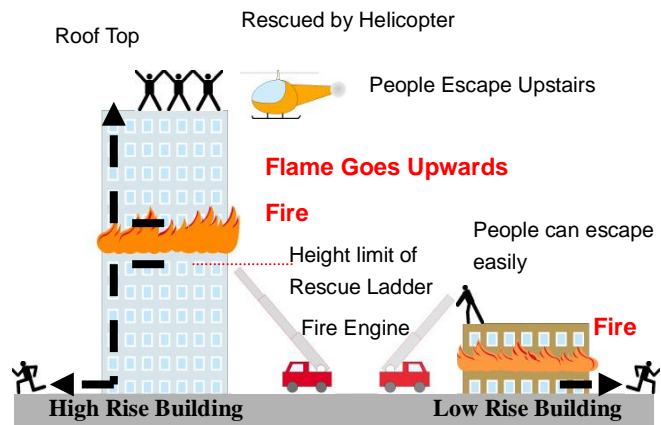 Rescued by Helicopter
Roof Top
People Escape Upstairs
Flame Goes Upwards
Fire
People can escape
easily
Height limit of
Rescue Ladder
Fire Engine
Fire
High Rise Building
Low Rise Building